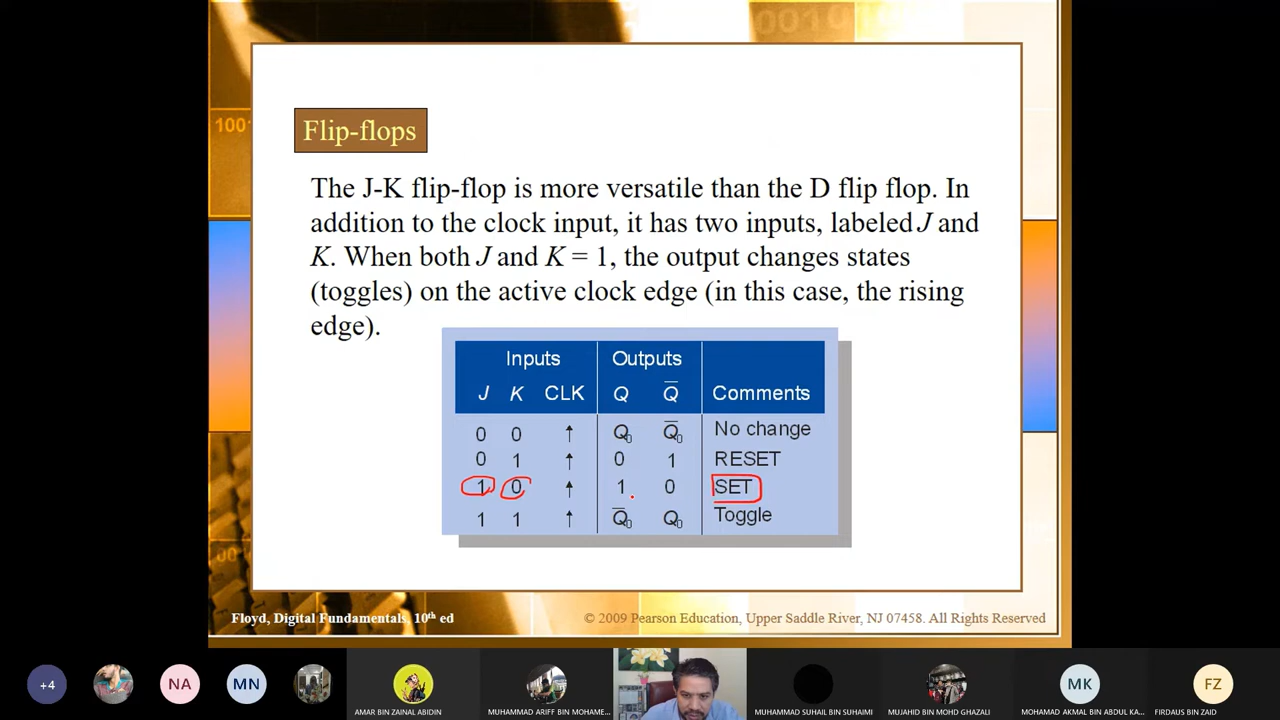 001010
100
Flip-flops
The J-K flip-flop is more versatile than the D flip flop. In
addition to the clock input, it has two inputs, labeled J and
K. When both J and K = 1, the output changes states
(toggles) on the active clock edge (in this case, the rising
edge).
Inputs Outputs
J K CLK Q Q̅ Comments
0 0 ↑ Q₀ Q̅₀ No change
0 1 ↑ 0 1 RESET
1 0 ↑ 1 0 SET
1 1 ↑ Q̅₀ Q₀ Toggle
00
Floyd, Digital Fundamentals, 10th ed © 2009 Pearson Education, Upper Saddle River, NJ 07458. All Rights Reserved
+4 NA MN MK FZ
AMAR BIN ZAINAL ABIDIN MUHAMMAD ARIFF BIN MOHAME... MUHAMMAD SUHAIL BIN SUHAIMI MUJAHID BIN MOHD GHAZALI MOHAMAD AKMAL BIN ABDUL KA... FIRDAUS BIN ZAID